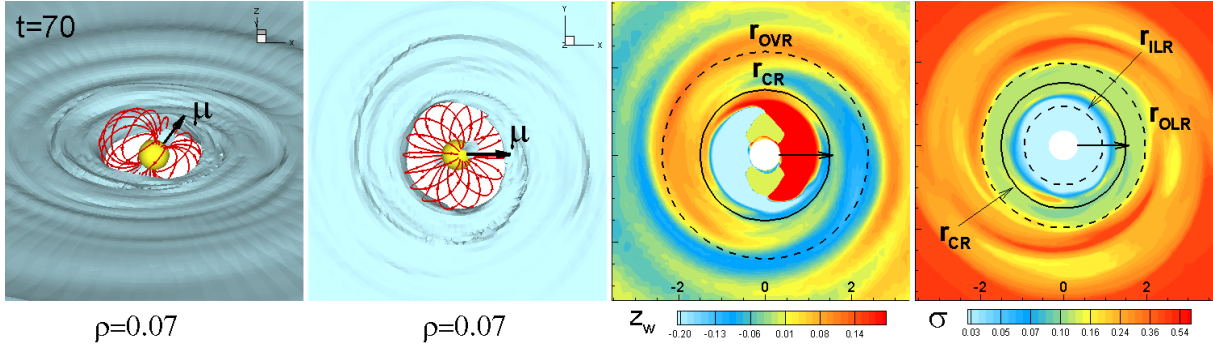 t=70
Z
Y
X
μ
ρ=0.07
Y
Z
X
μ
ρ=0.07
r_OVR
r_CR
-2 0 2
z_w
-0.20 -0.13 -0.06 0.01 0.08 0.14
r_ILR
r_OLR
r_CR
-2 0 2
σ
0.03 0.07 0.10 0.16 0.24 0.36 0.54